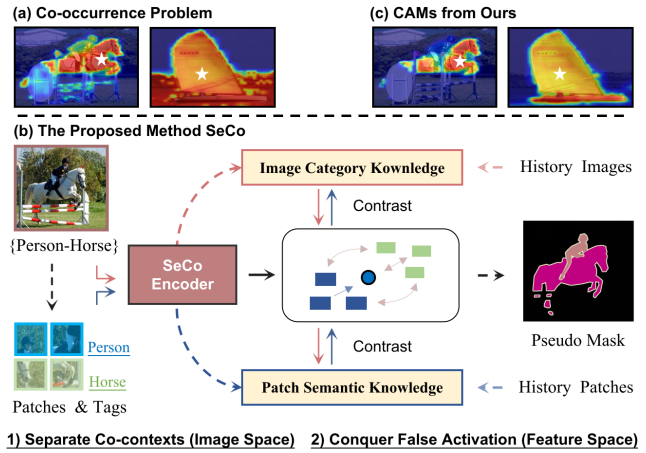 (a) Co-occurrence Problem
(c) CAMs from Ours
(b) The Proposed Method SeCo
Image Category Kownledge
History Images
Contrast
{Person-Horse}
SeCo
Encoder
Person
Horse
Patches & Tags
Contrast
Pseudo Mask
Patch Semantic Knowledge
History Patches
1) Separate Co-contexts (Image Space)
2) Conquer False Activation (Feature Space)